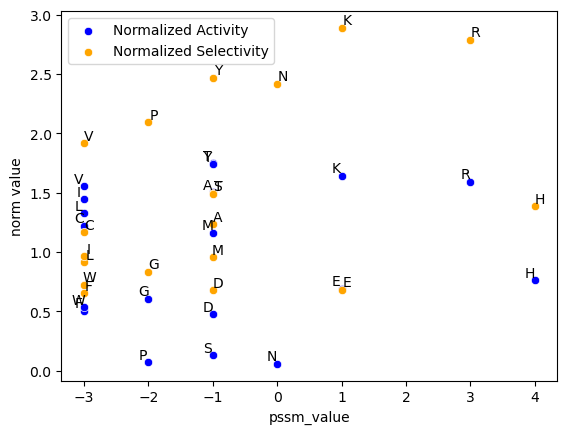 Normalized Activity
Normalized Selectivity
norm value
3.0
2.5
2.0
1.5
1.0
0.5
0.0
K
R
Y
N
P
V
T
Y
K
R
V
A
S
T
H
I
L
A
C
C
M
I
L
M
G
H
W
D
E
E
F
G
W
F
D
P
S
N
−3
−2
−1
0
1
2
3
4
pssm_value